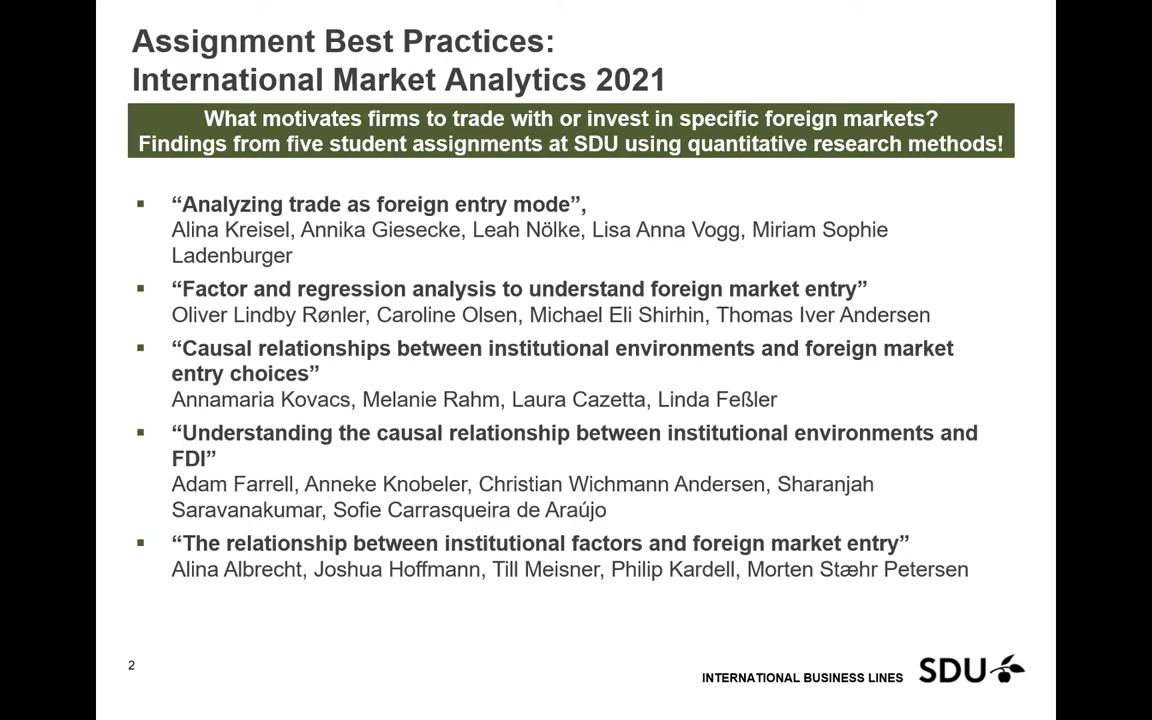 Assignment Best Practices:
International Market Analytics 2021
What motivates firms to trade with or invest in specific foreign markets?
Findings from five student assignments at SDU using quantitative research methods!
▪ “Analyzing trade as foreign entry mode”,
Alina Kreisel, Annika Giesecke, Leah Nölke, Lisa Anna Vogg, Miriam Sophie
Ladenburger
▪ “Factor and regression analysis to understand foreign market entry”
Oliver Lindby Rønler, Caroline Olsen, Michael Eli Shirhin, Thomas Iver Andersen
▪ “Causal relationships between institutional environments and foreign market
entry choices”
Annamaria Kovacs, Melanie Rahm, Laura Cazetta, Linda Feßler
▪ “Understanding the causal relationship between institutional environments and
FDI”
Adam Farrell, Anneke Knobeler, Christian Wichmann Andersen, Sharanjah
Saravanakumar, Sofie Carrasqueira de Araújo
▪ “The relationship between institutional factors and foreign market entry”
Alina Albrecht, Joshua Hoffmann, Till Meisner, Philip Kardell, Morten Stæhr Petersen
2
INTERNATIONAL BUSINESS LINES
SDU